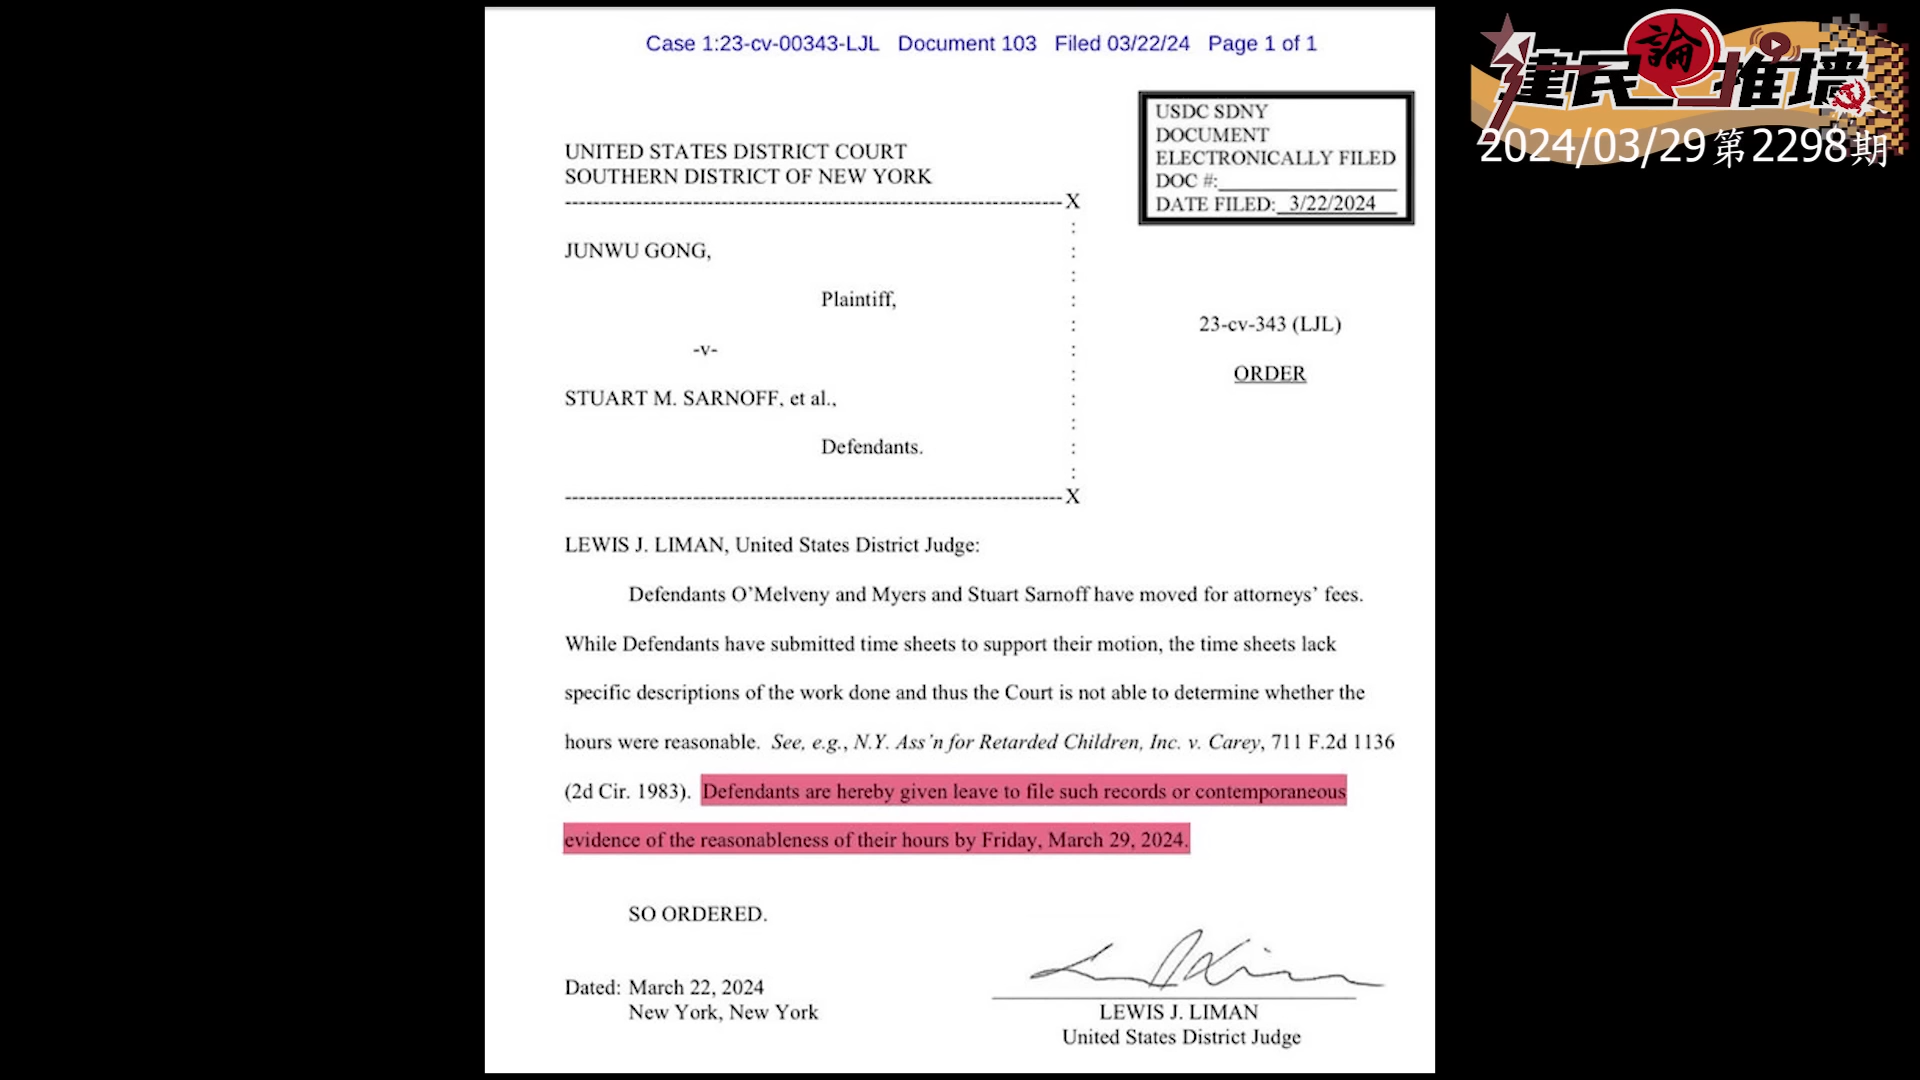 Case 1:23-cv-00343-LJL Document 103 Filed 03/22/24 Page 1 of 1
建民論推墙
2024/03/29第2298期
USDC SDNY
DOCUMENT
ELECTRONICALLY FILED
DOC #:
DATE FILED: 3/22/2024
UNITED STATES DISTRICT COURT
SOUTHERN DISTRICT OF NEW YORK
----------------------------------------------------------------------X
JUNWU GONG,
Plaintiff,
-v-
STUART M. SARNOFF, et al.,
Defendants.
----------------------------------------------------------------------X
23-cv-343 (LJL)
ORDER
LEWIS J. LIMAN, United States District Judge:
Defendants O’Melveny and Myers and Stuart Sarnoff have moved for attorneys’ fees.
While Defendants have submitted time sheets to support their motion, the time sheets lack
specific descriptions of the work done and thus the Court is not able to determine whether the
hours were reasonable. See, e.g., N.Y. Ass’n for Retarded Children, Inc. v. Carey, 711 F.2d 1136
(2d Cir. 1983). Defendants are hereby given leave to file such records or contemporaneous
evidence of the reasonableness of their hours by Friday, March 29, 2024.
SO ORDERED.
Dated: March 22, 2024
New York, New York
LEWIS J. LIMAN
United States District Judge